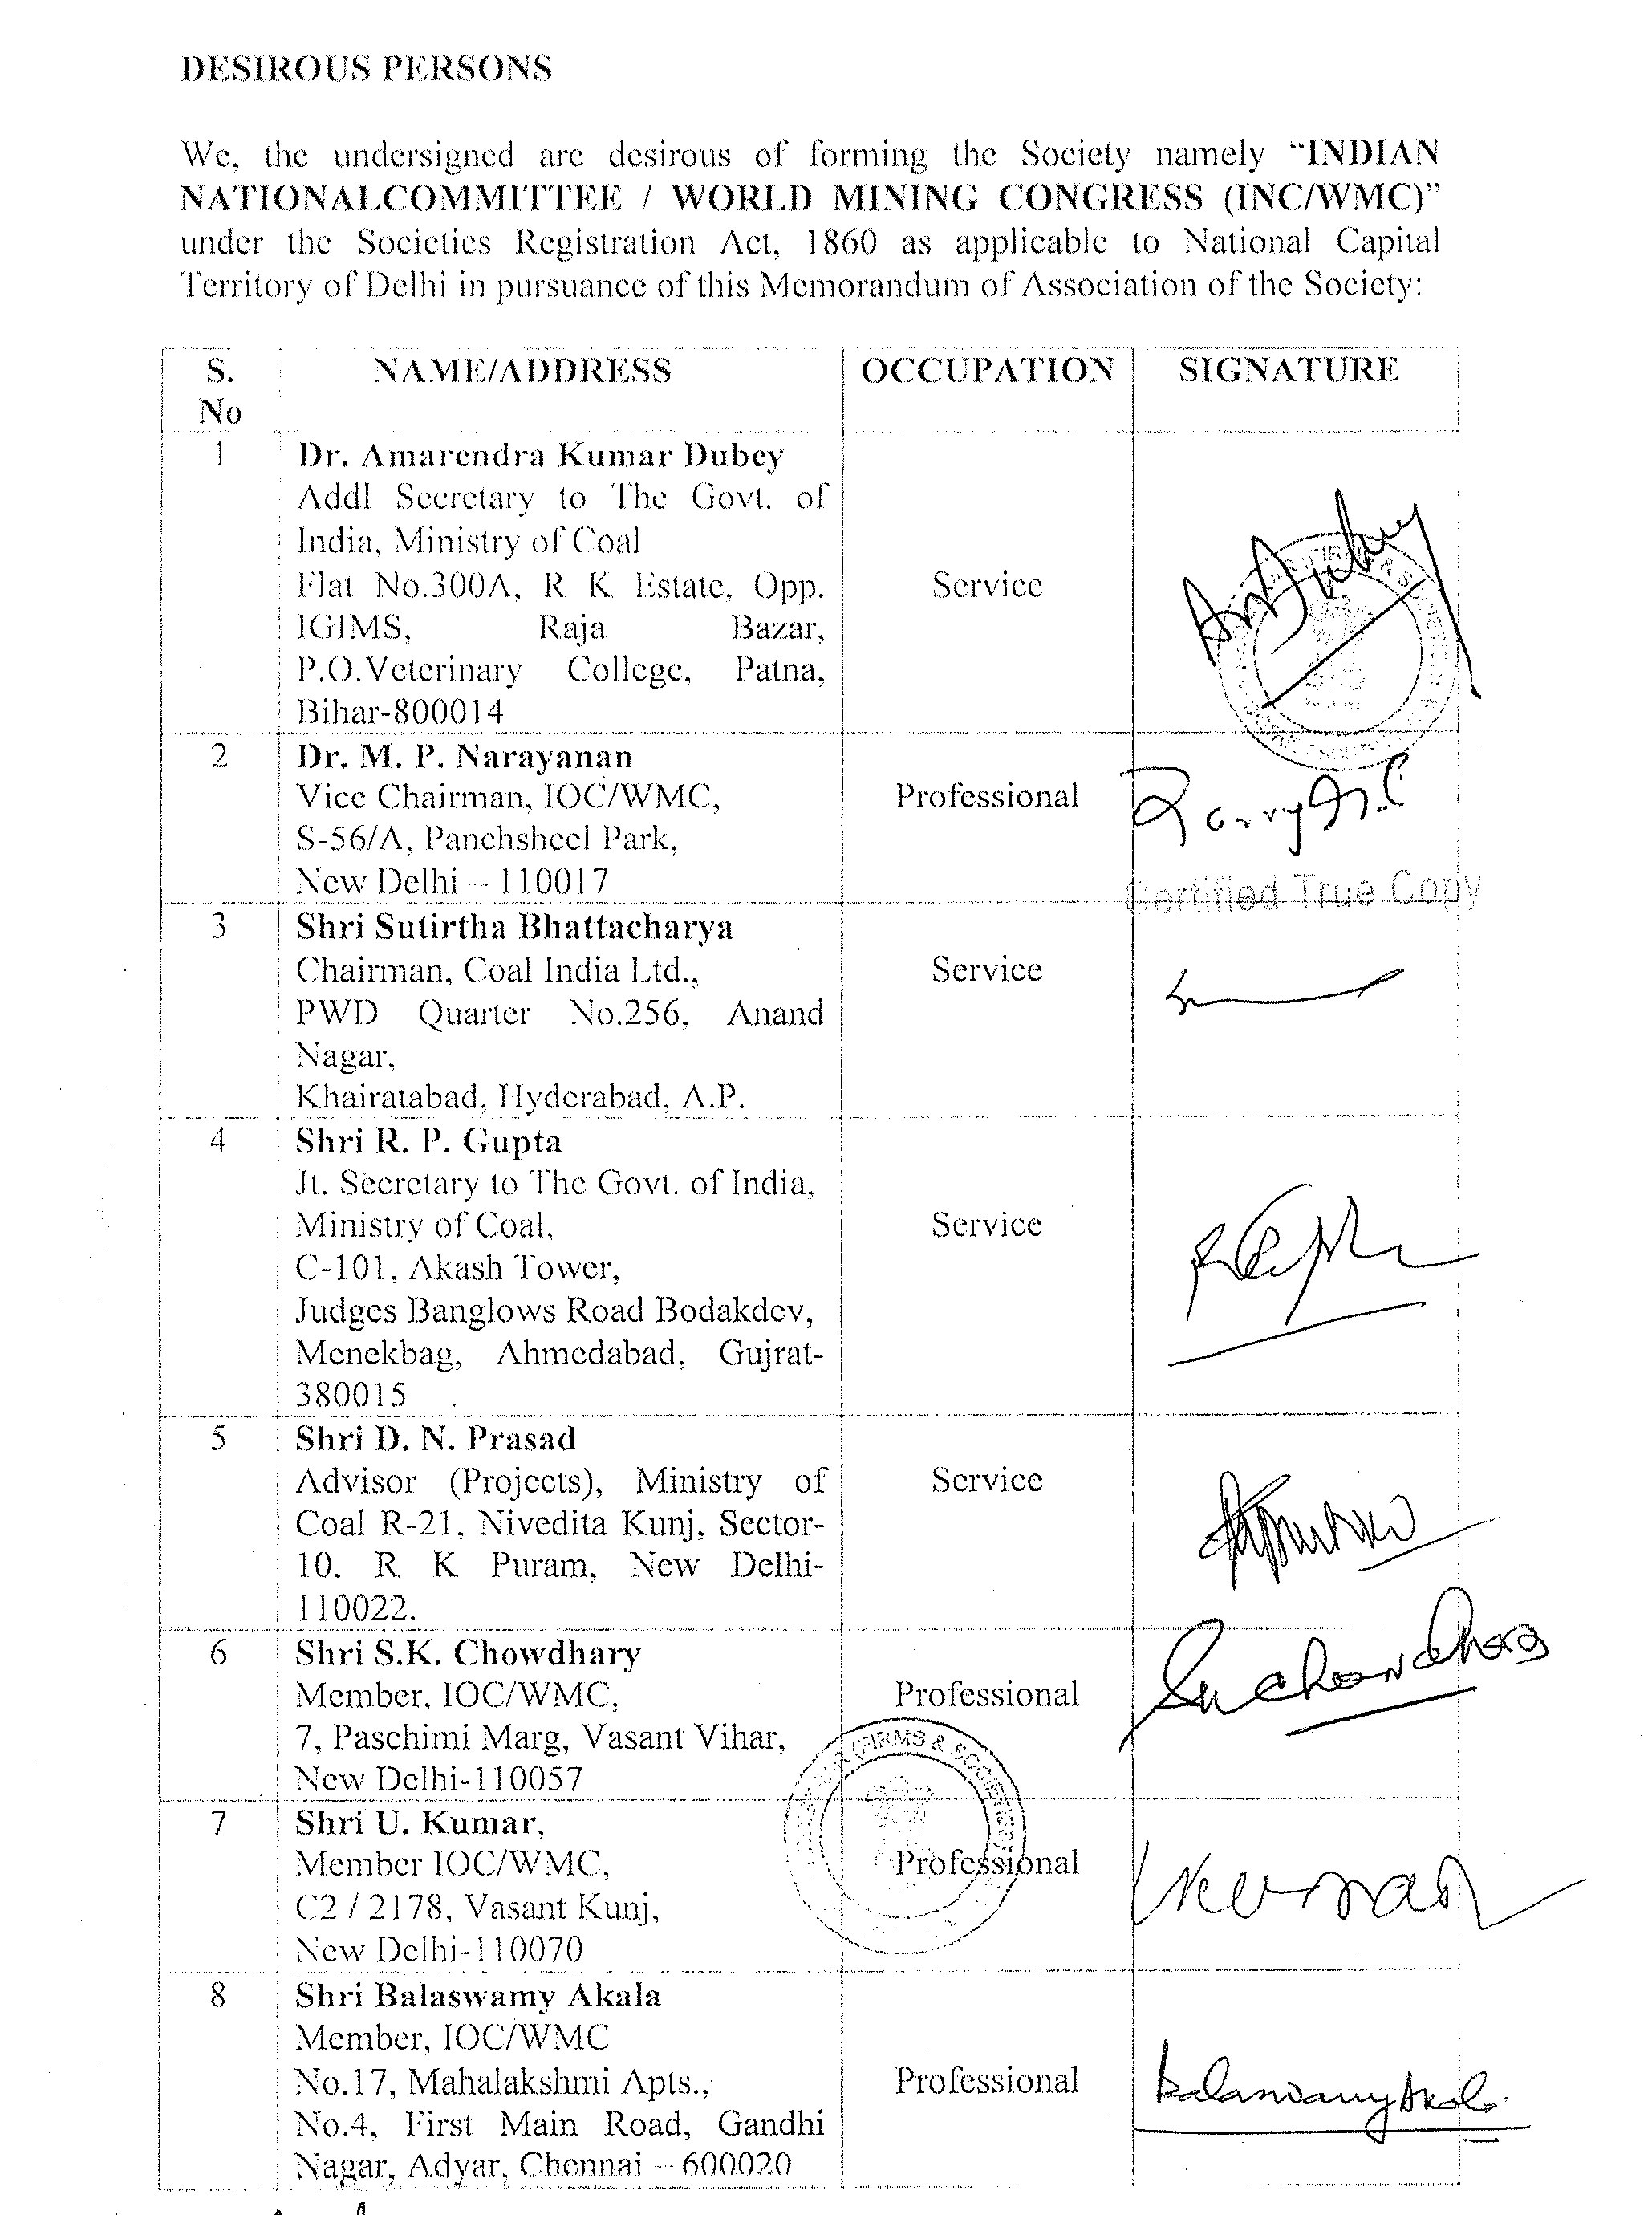 DESIROUS PERSONS
We, the undersigned are desirous of forming the Society namely “INDIAN
NATIONALCOMMITTEE / WORLD MINING CONGRESS (INC/WMC)”
under the Societies Registration Act, 1860 as applicable to National Capital
Territory of Delhi in pursuance of this Memorandum of Association of the Society:
S. NAME/ADDRESS OCCUPATION SIGNATURE
No
1 Dr. Amarendra Kumar Dubey
Addl Secretary to The Govt. of
India, Ministry of Coal
Flat No.300A, R K Estate, Opp. Service
IGIMS, Raja Bazar,
P.O.Veterinary College, Patna,
Bihar-800014
2 Dr. M. P. Narayanan
Vice Chairman, IOC/WMC, Professional
S-56/A, Panchsheel Park,
New Delhi – 110017
Certified True Copy
3 Shri Sutirtha Bhattacharya
Chairman, Coal India Ltd., Service
PWD Quarter No.256, Anand
Nagar,
Khairatabad, Hyderabad, A.P.
4 Shri R. P. Gupta
Jt. Secretary to The Govt. of India,
Ministry of Coal, Service
C-101, Akash Tower,
Judges Banglows Road Bodakdev,
Menekbag, Ahmedabad, Gujrat-
380015
5 Shri D. N. Prasad
Advisor (Projects), Ministry of Service
Coal R-21, Nivedita Kunj, Sector-
10, R K Puram, New Delhi-
110022.
6 Shri S.K. Chowdhary
Member, IOC/WMC, Professional
7, Paschimi Marg, Vasant Vihar,
New Delhi-110057
(FIRMS & SOCIETIES)
7 Shri U. Kumar,
Member IOC/WMC, Professional
C2 / 2178, Vasant Kunj,
New Delhi-110070
8 Shri Balaswamy Akala
Member, IOC/WMC
No.17, Mahalakshmi Apts., Professional Balaswamy Akala
No.4, First Main Road, Gandhi
Nagar, Adyar, Chennai – 600020